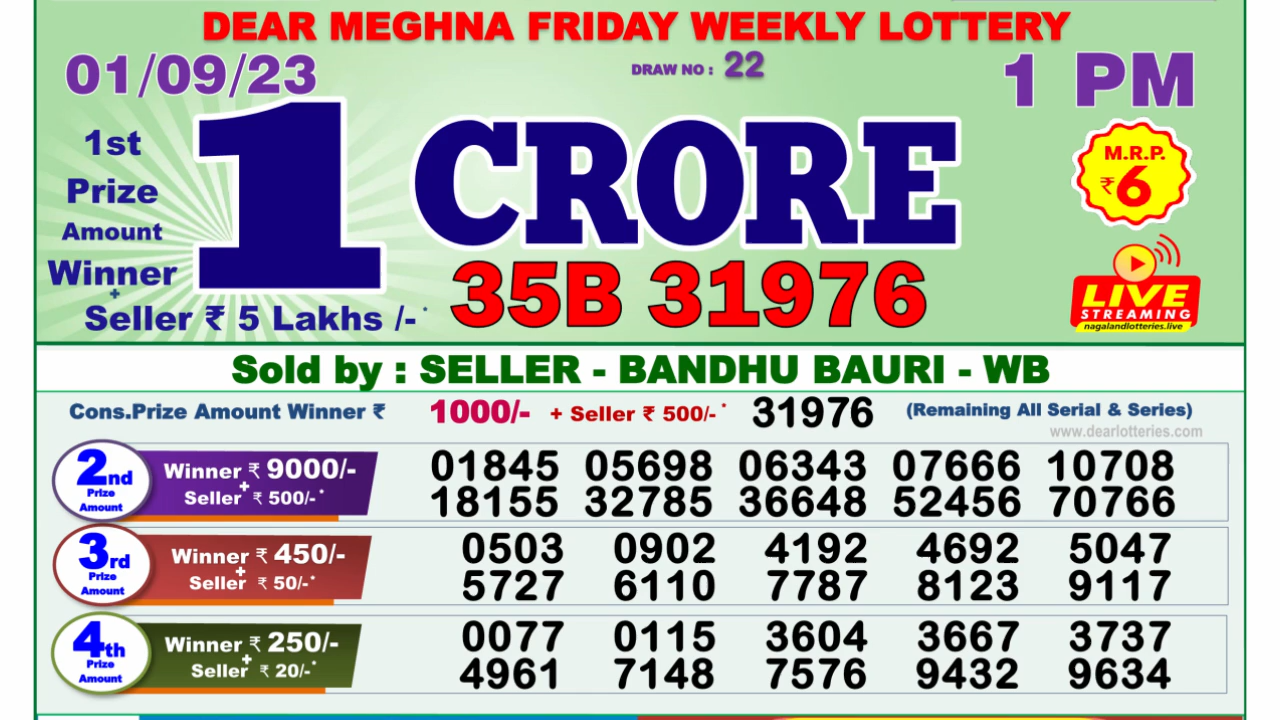 DEAR MEGHNA FRIDAY WEEKLY LOTTERY
01/09/23
DRAW NO : 22
1 PM
1st
Prize
Amount
Winner
+
Seller ₹ 5 Lakhs /-*
1 CRORE
35B 31976
M.R.P.
₹6
LIVE
STREAMING
nagalandlotteries.live
Sold by : SELLER - BANDHU BAURI - WB
Cons.Prize Amount Winner ₹ 1000/- + Seller ₹ 500/-* 31976 (Remaining All Serial & Series)
www.dearlotteries.com
2nd
Prize
Amount
Winner ₹ 9000/-
+
Seller ₹ 500/-*
01845 05698 06343 07666 10708
18155 32785 36648 52456 70766
3rd
Prize
Amount
Winner ₹ 450/-
+
Seller ₹ 50/-*
0503 0902 4192 4692 5047
5727 6110 7787 8123 9117
4th
Prize
Amount
Winner ₹ 250/-
+
Seller ₹ 20/-*
0077 0115 3604 3667 3737
4961 7148 7576 9432 9634